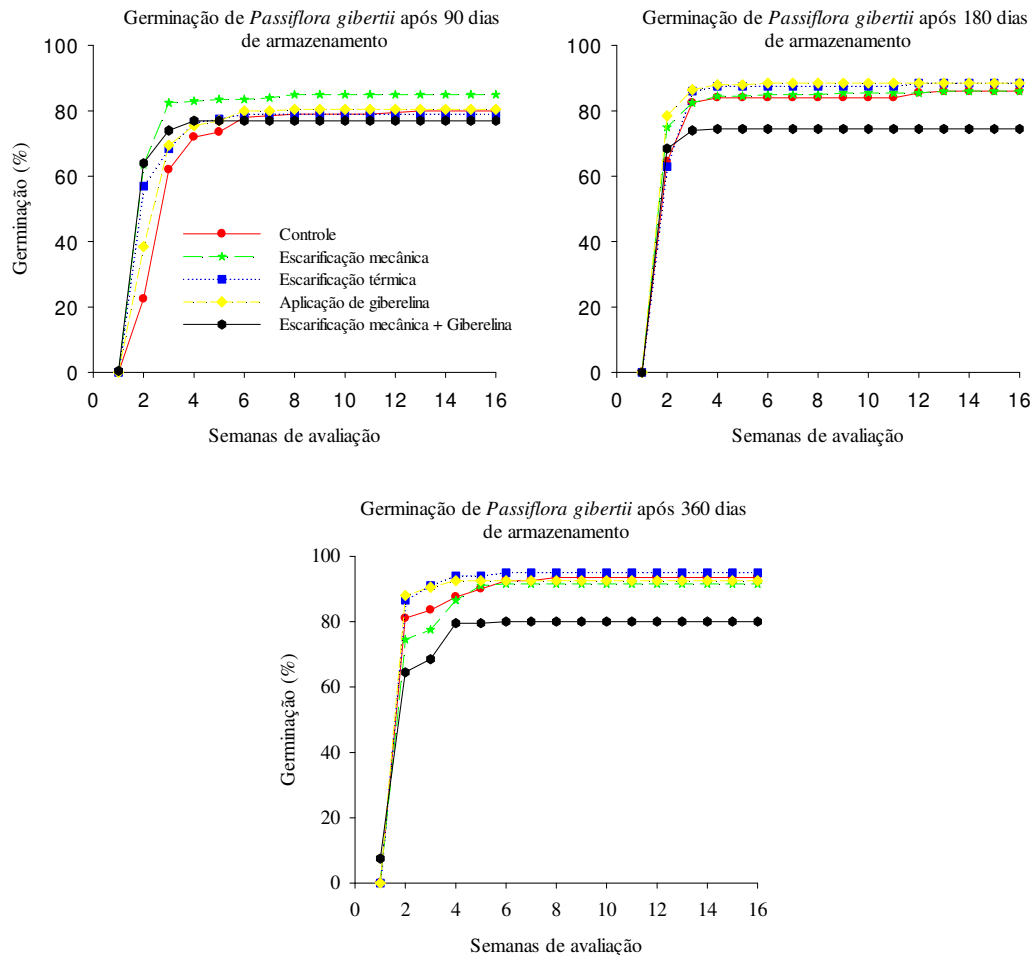 Germinação de Passiflora gibertii após 90 dias
de armazenamento
100
80
60
40
20
0
Germinação (%)
Controle
Escarificação mecânica
Escarificação térmica
Aplicação de giberelina
Escarificação mecânica + Giberelina
0 2 4 6 8 10 12 14 16
Semanas de avaliação
Germinação de Passiflora gibertii após 180 dias
de armazenamento
100
80
60
40
20
0
0 2 4 6 8 10 12 14 16
Semanas de avaliação
Germinação de Passiflora gibertii após 360 dias
de armazenamento
100
80
60
40
20
0
Germinação (%)
0 2 4 6 8 10 12 14 16
Semanas de avaliação